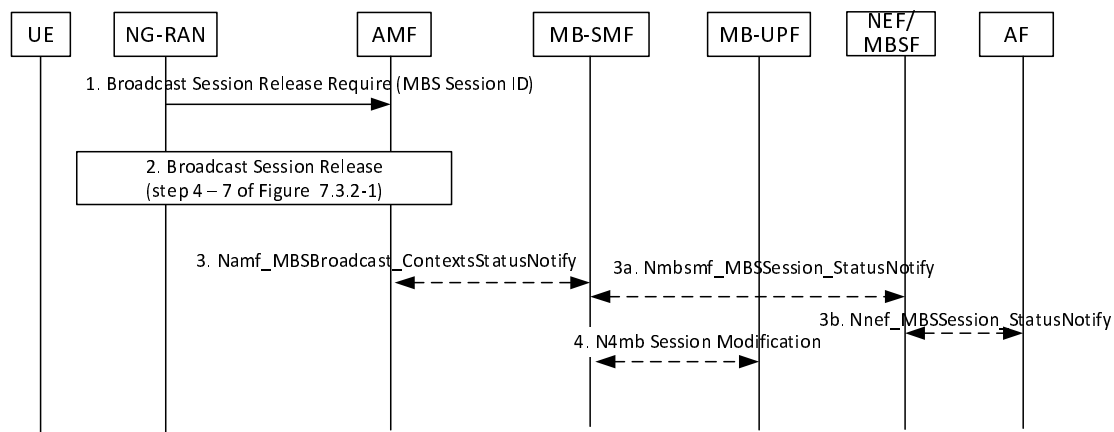 UE
NG-RAN
AMF
MB-SMF
MB-UPF
NEF/
MBSF
AF
1. Broadcast Session Release Require (MBS Session ID)
2. Broadcast Session Release
(step 4 – 7 of Figure 7.3.2-1)
3. Namf_MBSBroadcast_ContextsStatusNotify
3a. Nmbsmf_MBSSession_StatusNotify
3b. Nnef_MBSSession_StatusNotify
4. N4mb Session Modification